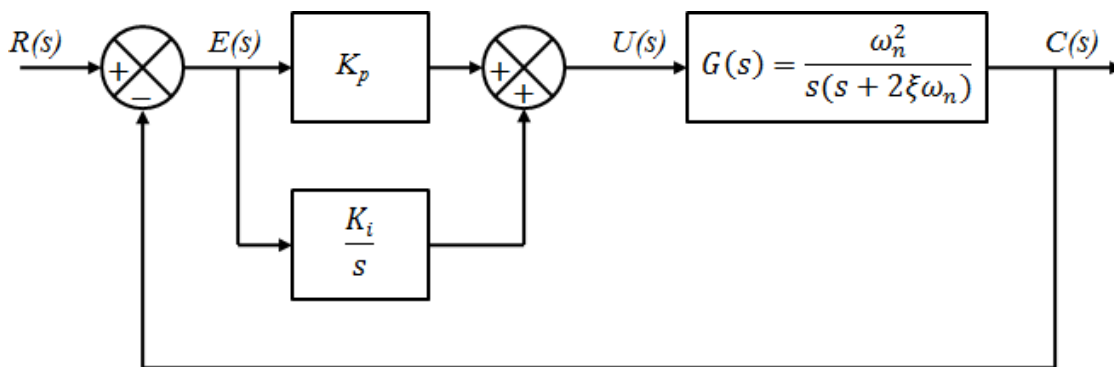 R(s)
+
−
E(s)
K_p
+
+
U(s)
G(s) = ω_n^2 / s(s + 2ξω_n)
C(s)
K_i / s